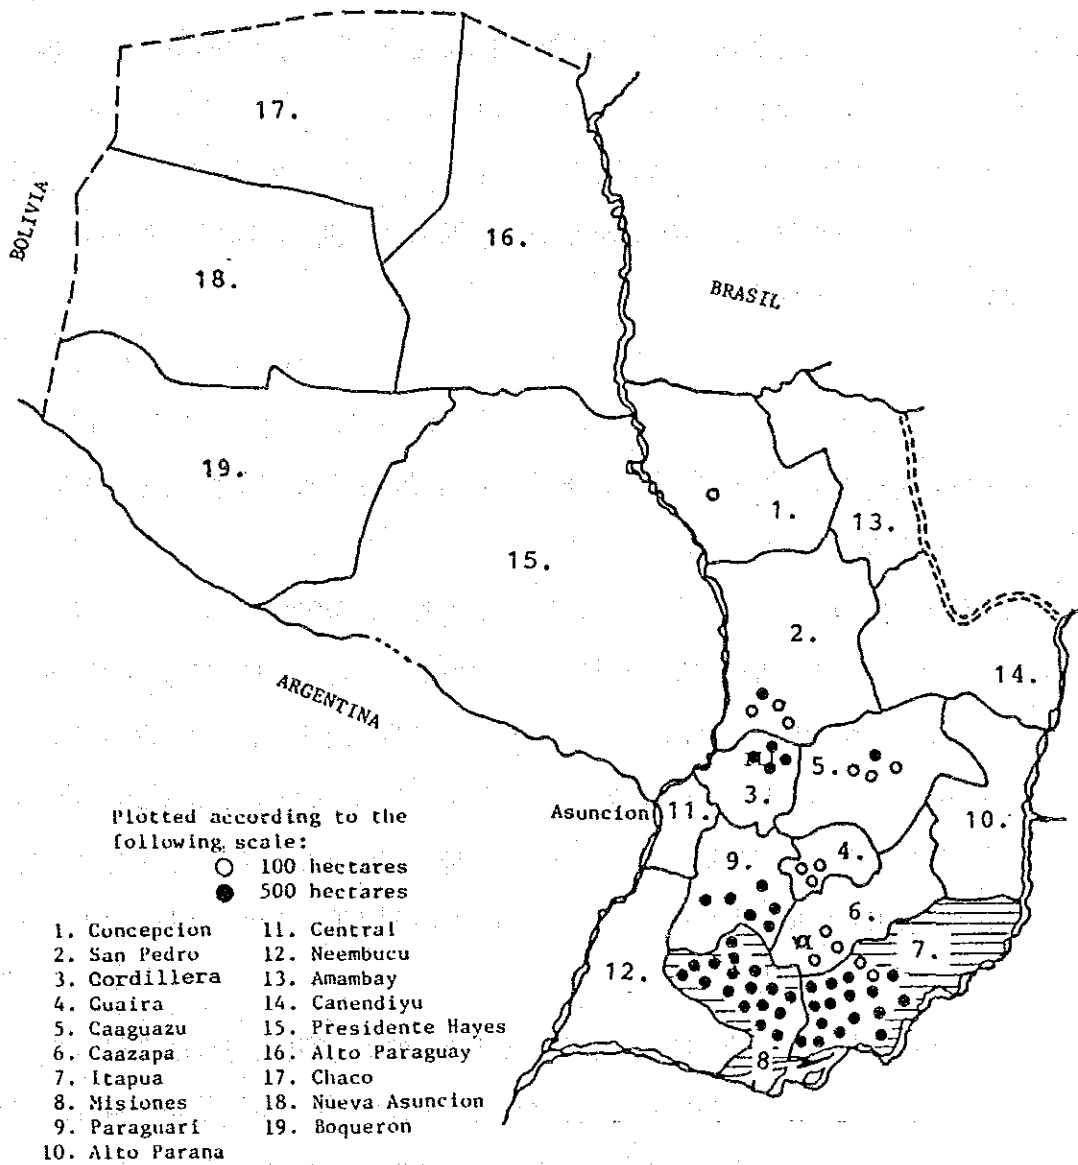 17.
BOLIVIA
16.
18.
BRASIL
19.
1.
13.
15.
2.
14.
ARGENTINA
5.
3.
Asuncion
11.
10.
4.
9.
6.
7.
12.
8
Plotted according to the
following scale:
100 hectares
500 hectares
1. Concepcion
2. San Pedro
3. Cordillera
4. Guaira
5. Caaguazu
6. Caazapa
7. Itapua
8. Misiones
9. Paraguari
10. Alto Parana
11. Central
12. Neembucu
13. Amambay
14. Canendiyu
15. Presidente Hayes
16. Alto Paraguay
17. Chaco
18. Nueva Asuncion
19. Boqueron